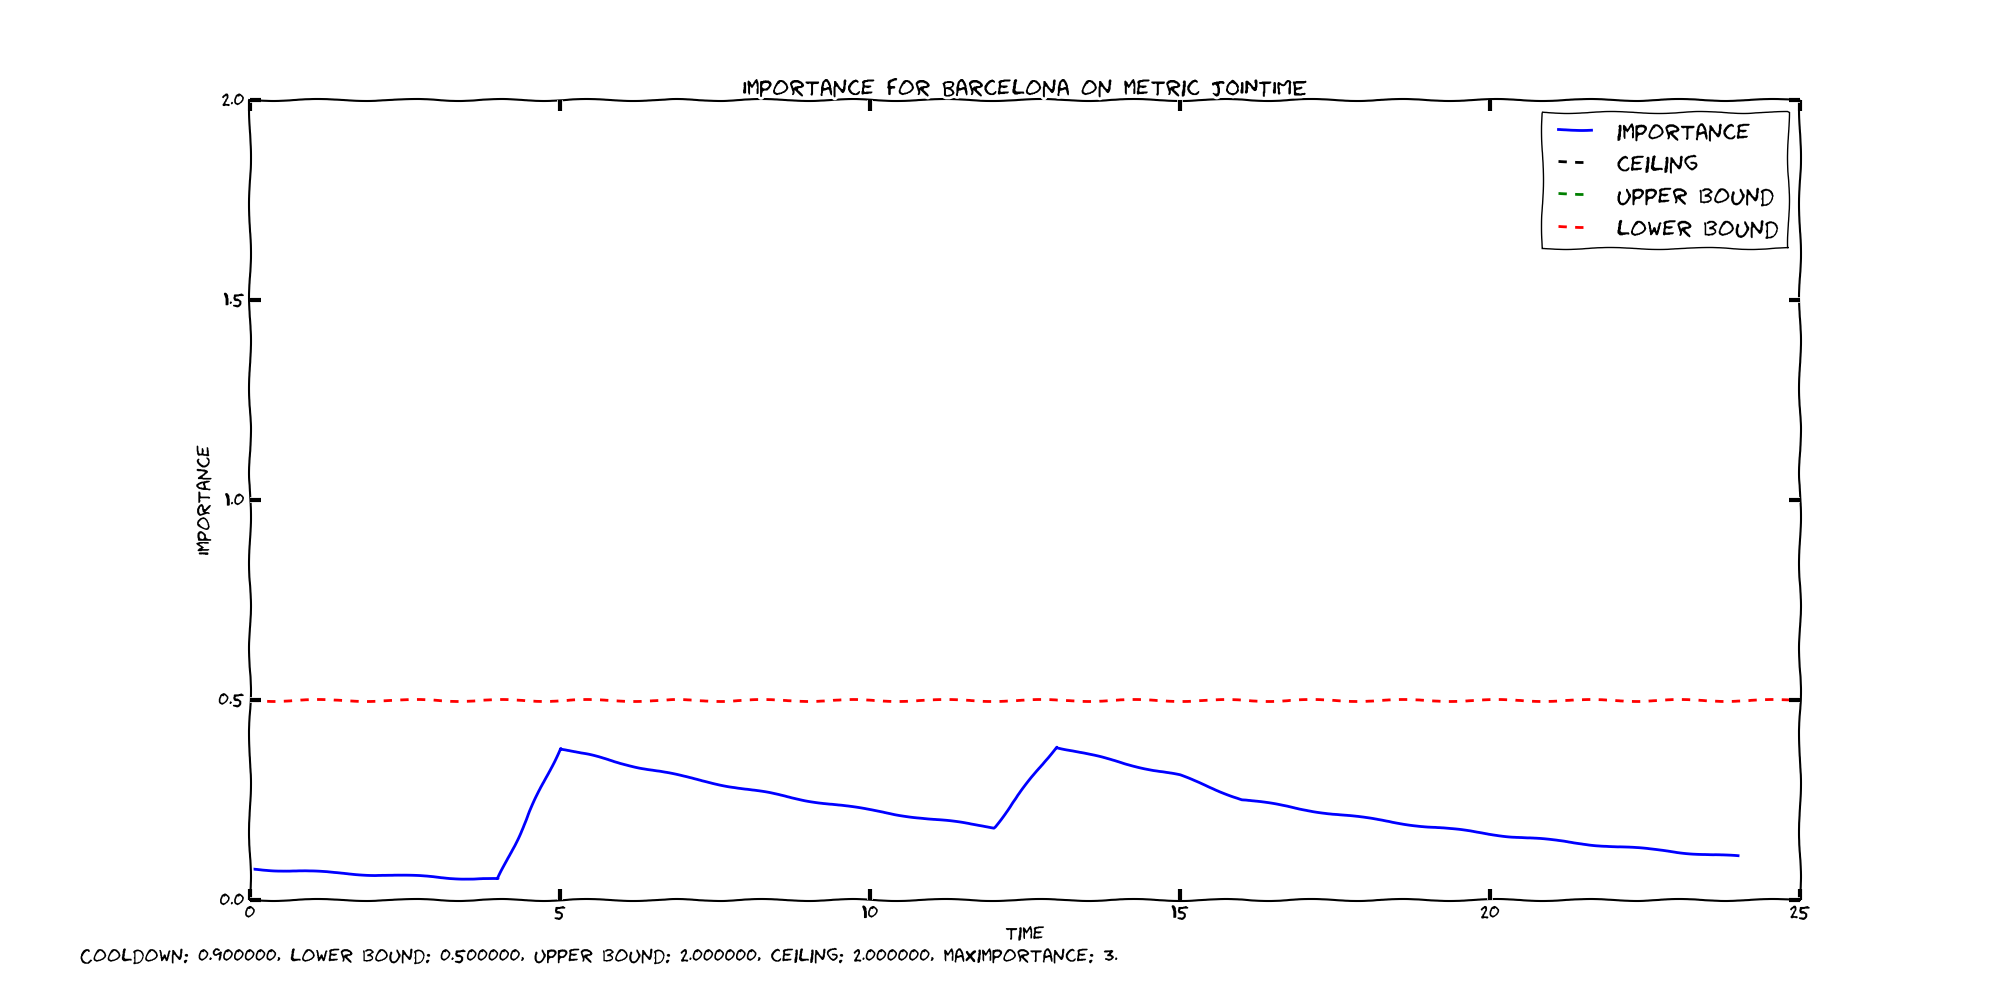 IMPORTANCE FOR BARCELONA ON METRIC JOINTIME
2.0
1.5
1.0
0.5
0.0
IMPORTANCE
IMPORTANCE
CEILING
UPPER BOUND
LOWER BOUND
0 5 10 15 20 25
TIME
COOLDOWN: 0.900000, LOWER BOUND: 0.500000, UPPER BOUND: 2.000000, CEILING: 2.000000, MAXIMPORTANCE: 3.